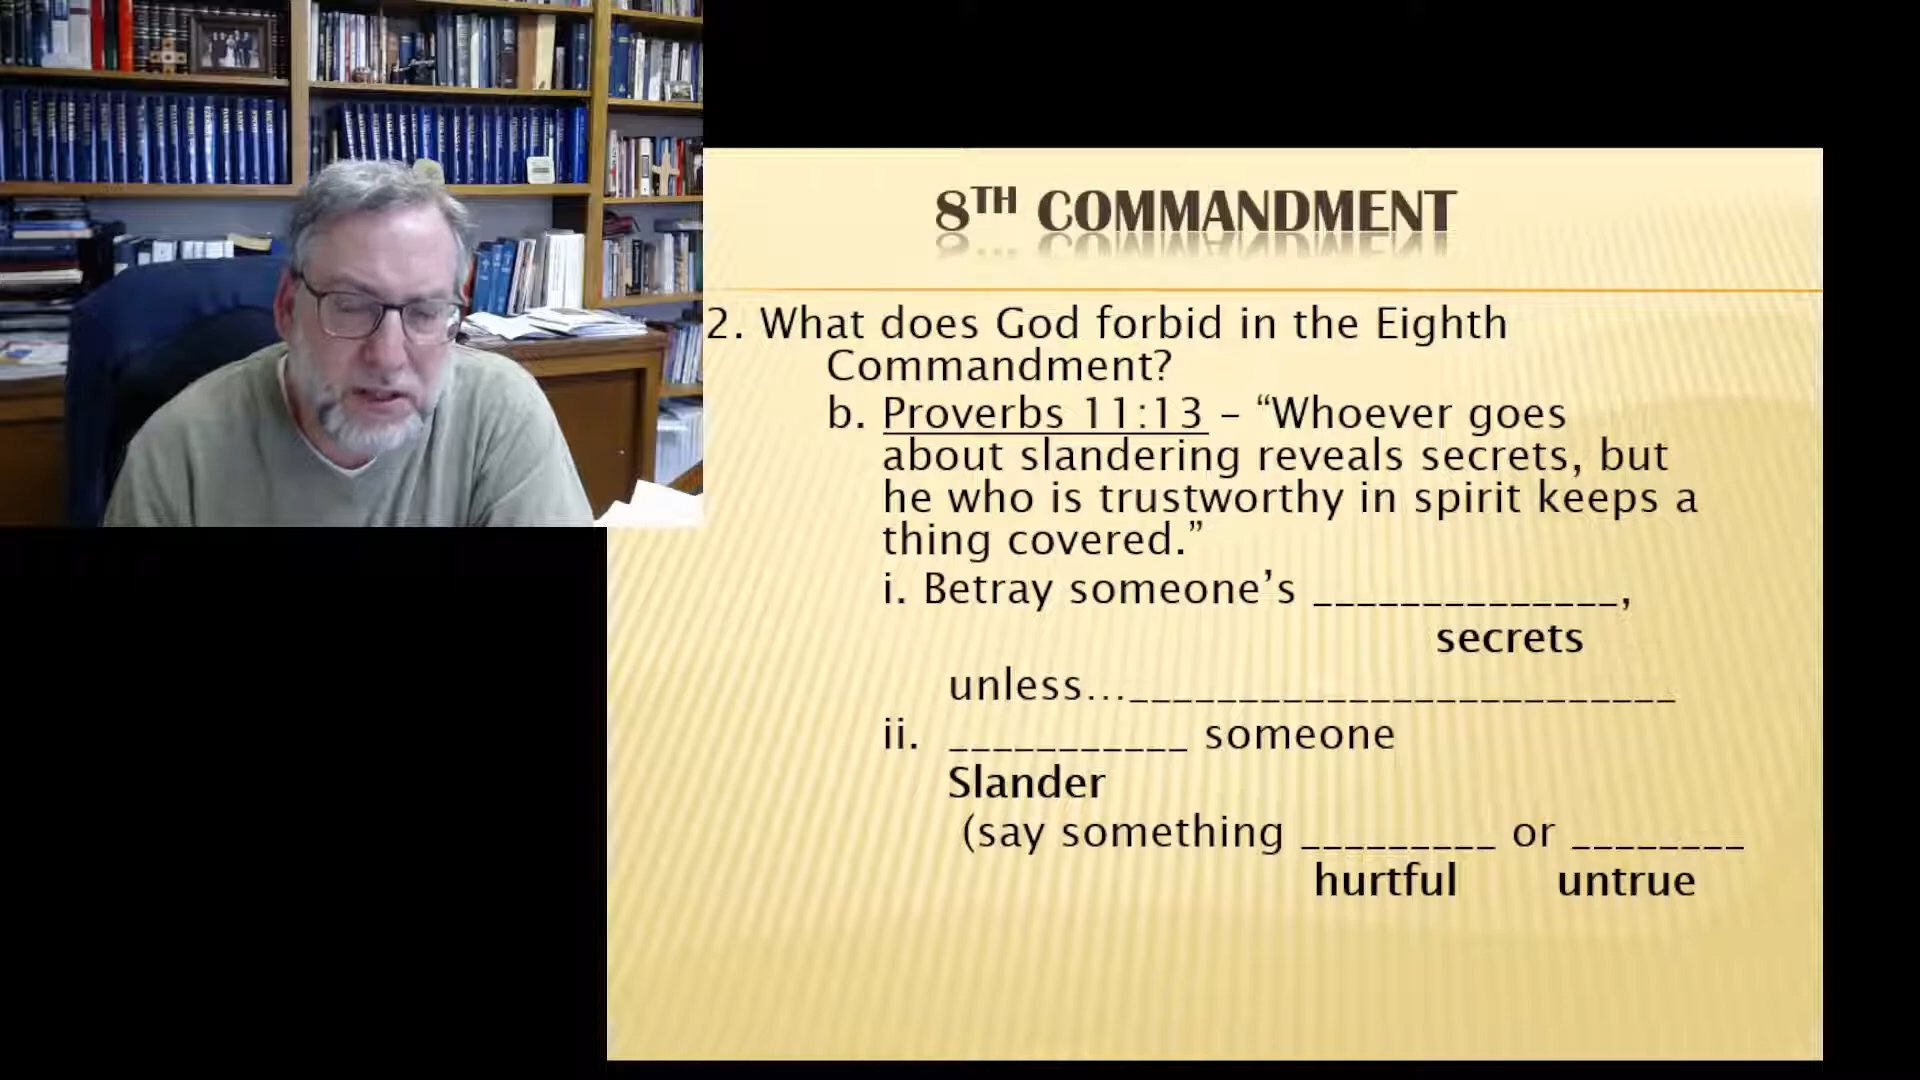 8TH COMMANDMENT
2. What does God forbid in the Eighth
Commandment?
b. Proverbs 11:13 – “Whoever goes
about slandering reveals secrets, but
he who is trustworthy in spirit keeps a
thing covered.”
i. Betray someone’s ______________,
secrets
unless..._________________________
ii. ___________ someone
Slander
(say something _________ or ________
hurtful untrue